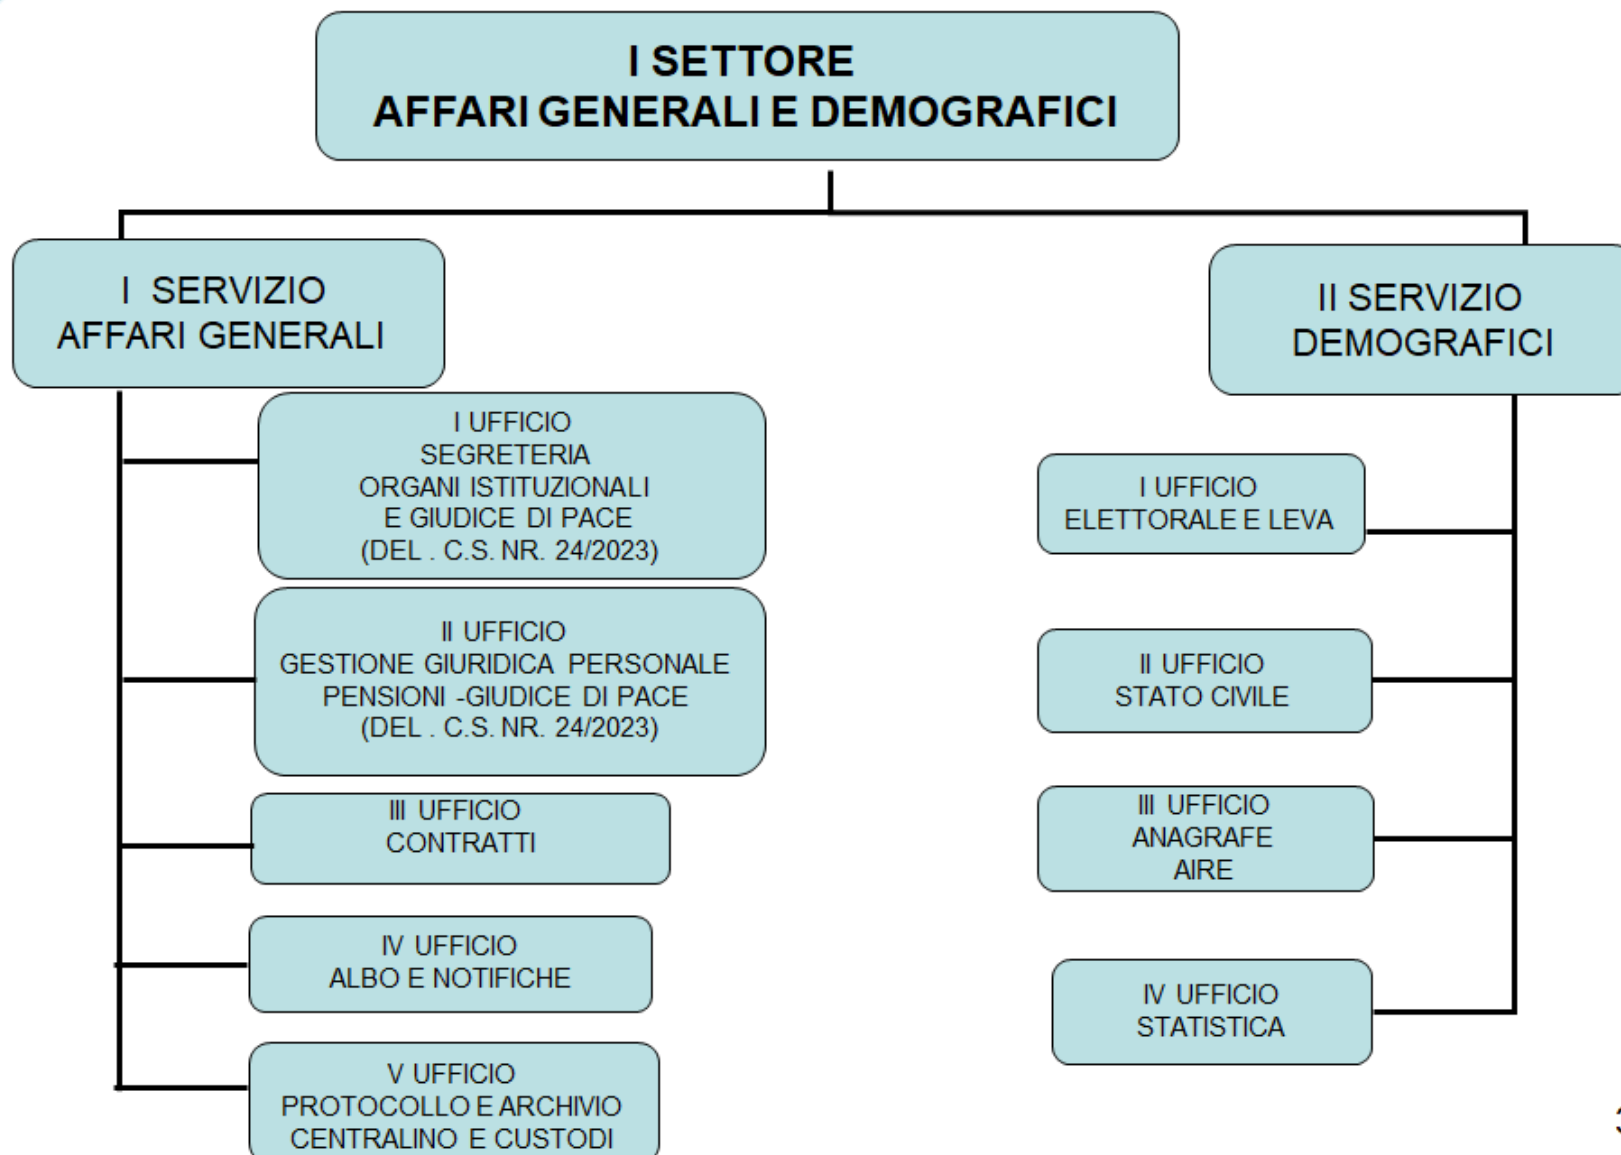 I SETTORE
AFFARI GENERALI E DEMOGRAFICI
I SERVIZIO
AFFARI GENERALI
I UFFICIO
SEGRETERIA
ORGANI ISTITUZIONALI
E GIUDICE DI PACE
(DEL . C.S. NR. 24/2023)
II UFFICIO
GESTIONE GIURIDICA PERSONALE
PENSIONI -GIUDICE DI PACE
(DEL . C.S. NR. 24/2023)
III UFFICIO
CONTRATTI
IV UFFICIO
ALBO E NOTIFICHE
V UFFICIO
PROTOCOLLO E ARCHIVIO
CENTRALINO E CUSTODI
II SERVIZIO
DEMOGRAFICI
I UFFICIO
ELETTORALE E LEVA
II UFFICIO
STATO CIVILE
III UFFICIO
ANAGRAFE
AIRE
IV UFFICIO
STATISTICA